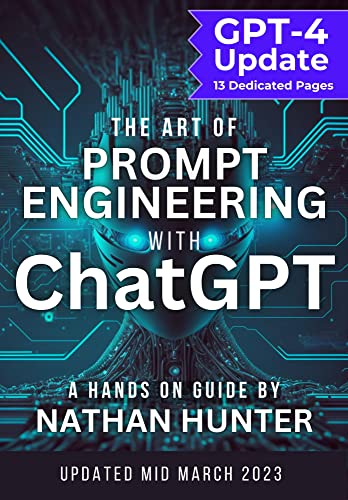 GPT-4
Update
13 Dedicated Pages
THE ART OF
PROMPT
ENGINEERING
WITH
ChatGPT
A HANDS ON GUIDE BY
NATHAN HUNTER
UPDATED MID MARCH 2023